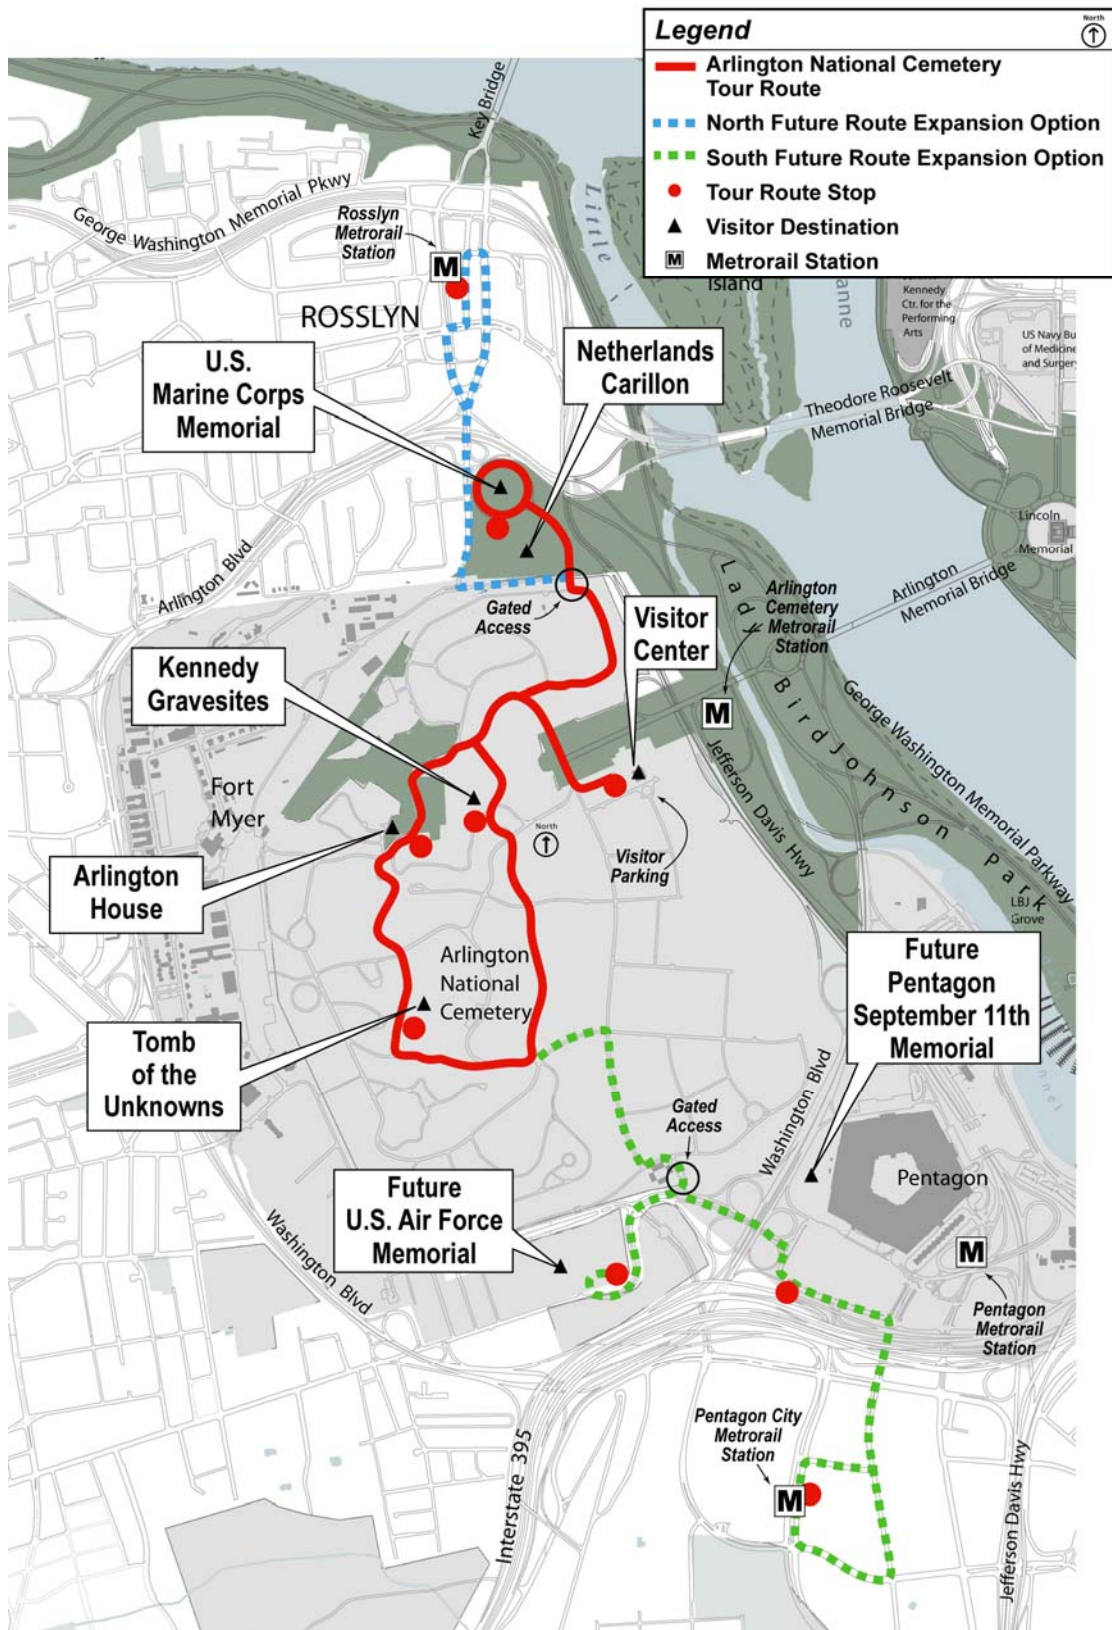 Legend
North
Arlington National Cemetery
Tour Route
North Future Route Expansion Option
South Future Route Expansion Option
Tour Route Stop
Visitor Destination
M
Metrorail Station
Key Bridge
George Washington Memorial Pkwy
Little
Island
Kennedy
Ctr. for the
Performing
Arts
US Navy Bu
of Medicine
and Surgery
Rosslyn
Metrorail
Station
M
ROSSLYN
U.S.
Marine Corps
Memorial
Netherlands
Carillon
Theodore Roosevelt
Memorial Bridge
Lincoln
Memorial
Arlington
Memorial Bridge
Arlington Blvd
Gated
Access
Visitor
Center
Arlington
Cemetery
Metrorail
Station
M
Lady Bird Johnson Park
George Washington Memorial Parkway
Jefferson Davis Hwy
LBJ
Grove
Kennedy
Gravesites
Fort
Myer
North
Visitor
Parking
Arlington
House
Arlington
National
Cemetery
Tomb
of the
Unknowns
Future
Pentagon
September 11th
Memorial
Washington Blvd
Gated
Access
Pentagon
M
Pentagon
Metrorail
Station
Future
U.S. Air Force
Memorial
Washington Blvd
Interstate 395
Pentagon City
Metrorail
Station
M
Jefferson Davis Hwy